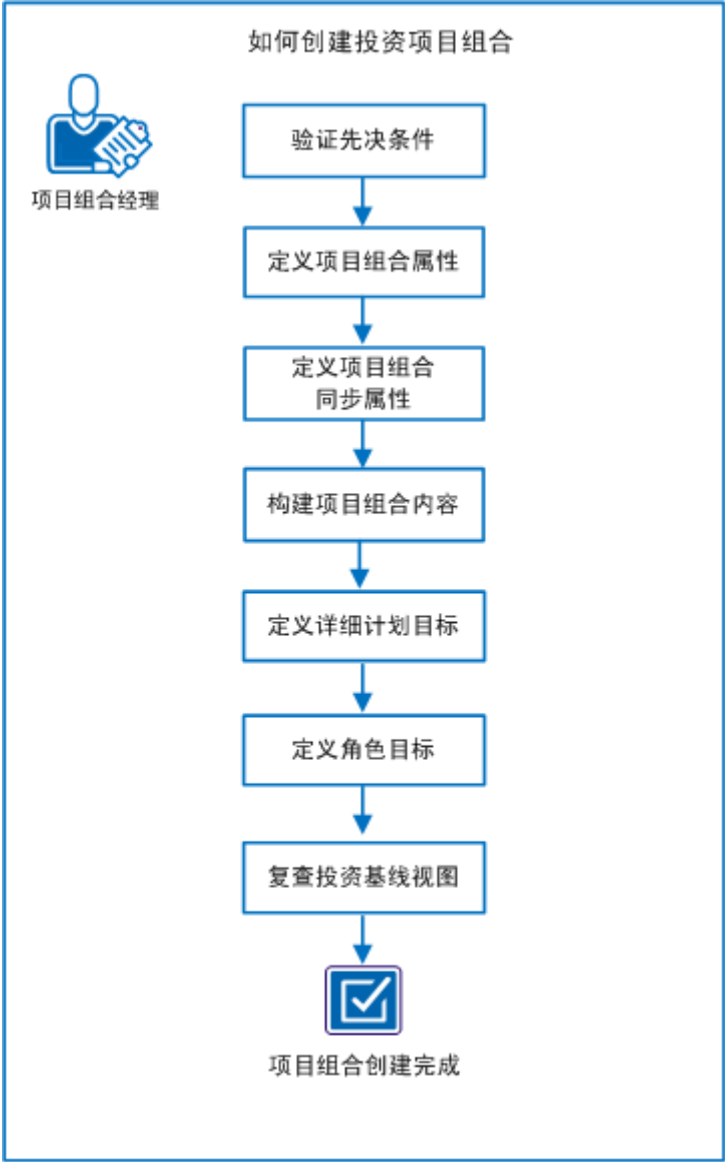 如何创建投资项目组合
项目组合经理
验证先决条件
定义项目组合属性
定义项目组合
同步属性
构建项目组合内容
定义详细计划目标
定义角色目标
复查投资基线视图
项目组合创建完成